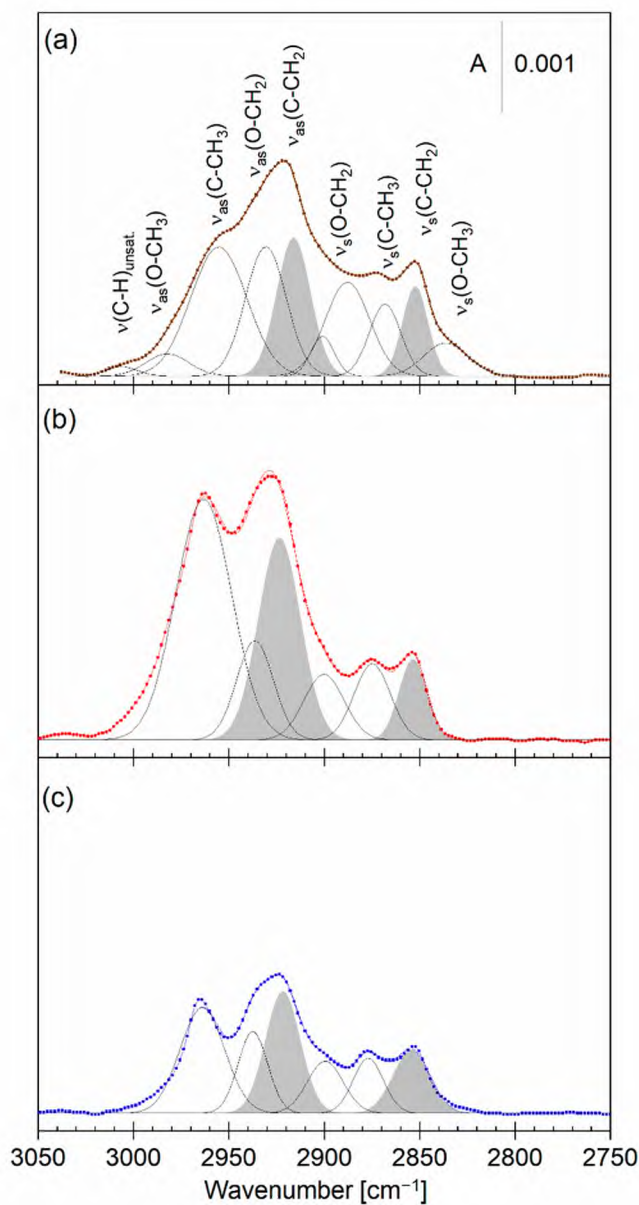 (a)
A 0.001
ν(C-H)unsat.
νas(O-CH3)
νas(C-CH3)
νas(O-CH2)
νas(C-CH2)
νs(O-CH2)
νs(C-CH3)
νs(C-CH2)
νs(O-CH3)
(b)
(c)
3050 3000 2950 2900 2850 2800 2750
Wavenumber [cm⁻¹]